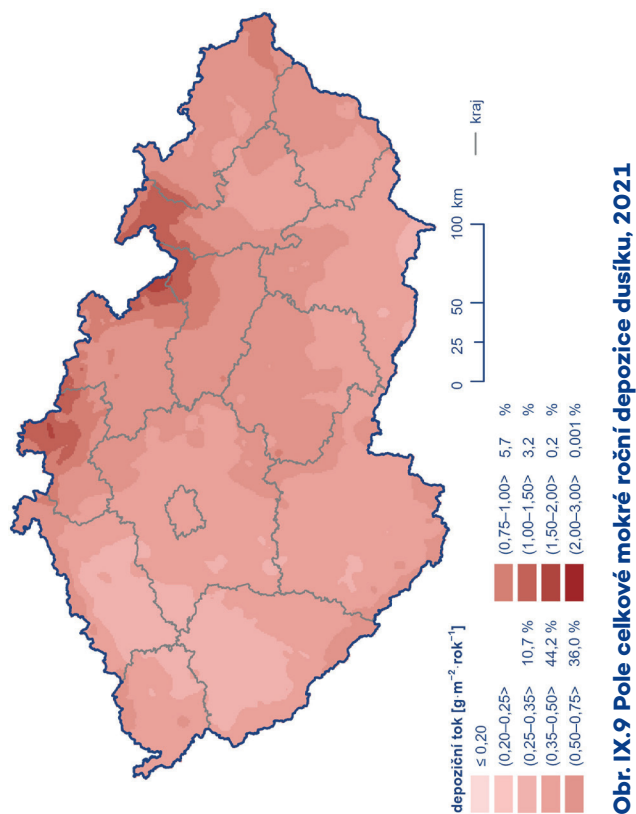 depoziční tok [g·m⁻²·rok⁻¹]
≤ 0,20
(0,20–0,25>
(0,25–0,35> 10,7 %
(0,35–0,50> 44,2 %
(0,50–0,75> 36,0 %
(0,75–1,00> 5,7 %
(1,00–1,50> 3,2 %
(1,50–2,00> 0,2 %
(2,00–3,00> 0,001 %
0 25 50 100 km
kraj
Obr. IX.9 Pole celkové mokré roční depozice dusíku, 2021